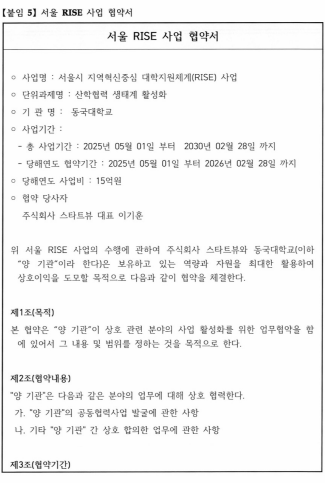 【붙임 5】 서울 RISE 사업 협약서
서울 RISE 사업 협약서
○ 사업명 : 서울시 지역혁신중심 대학지원체계(RISE) 사업
○ 단위과제명 : 산학협력 생태계 활성화
○ 기 관 명 : 동국대학교
○ 사업기간 :
- 총 사업기간 : 2025년 05월 01일 부터 2030년 02월 28일 까지
- 당해연도 협약기간 : 2025년 05월 01일 부터 2026년 02월 28일 까지
○ 당해연도 사업비 : 15억원
○ 협약 당사자
주식회사 스타트뷰 대표 이기훈
위 서울 RISE 사업의 수행에 관하여 주식회사 스타트뷰와 동국대학교(이하
"양 기관"이라 한다)은 보유하고 있는 역량과 자원을 최대한 활용하여
상호이익을 도모할 목적으로 다음과 같이 협약을 체결한다.
제1조(목적)
본 협약은 "양 기관"이 상호 관련 분야의 사업 활성화를 위한 업무협약을 함
에 있어서 그 내용 및 범위를 정하는 것을 목적으로 한다.
제2조(협약내용)
"양 기관"은 다음과 같은 분야의 업무에 대해 상호 협력한다.
가. "양 기관"의 공동협력사업 발굴에 관한 사항
나. 기타 "양 기관" 간 상호 합의한 업무에 관한 사항
제3조(협약기간)